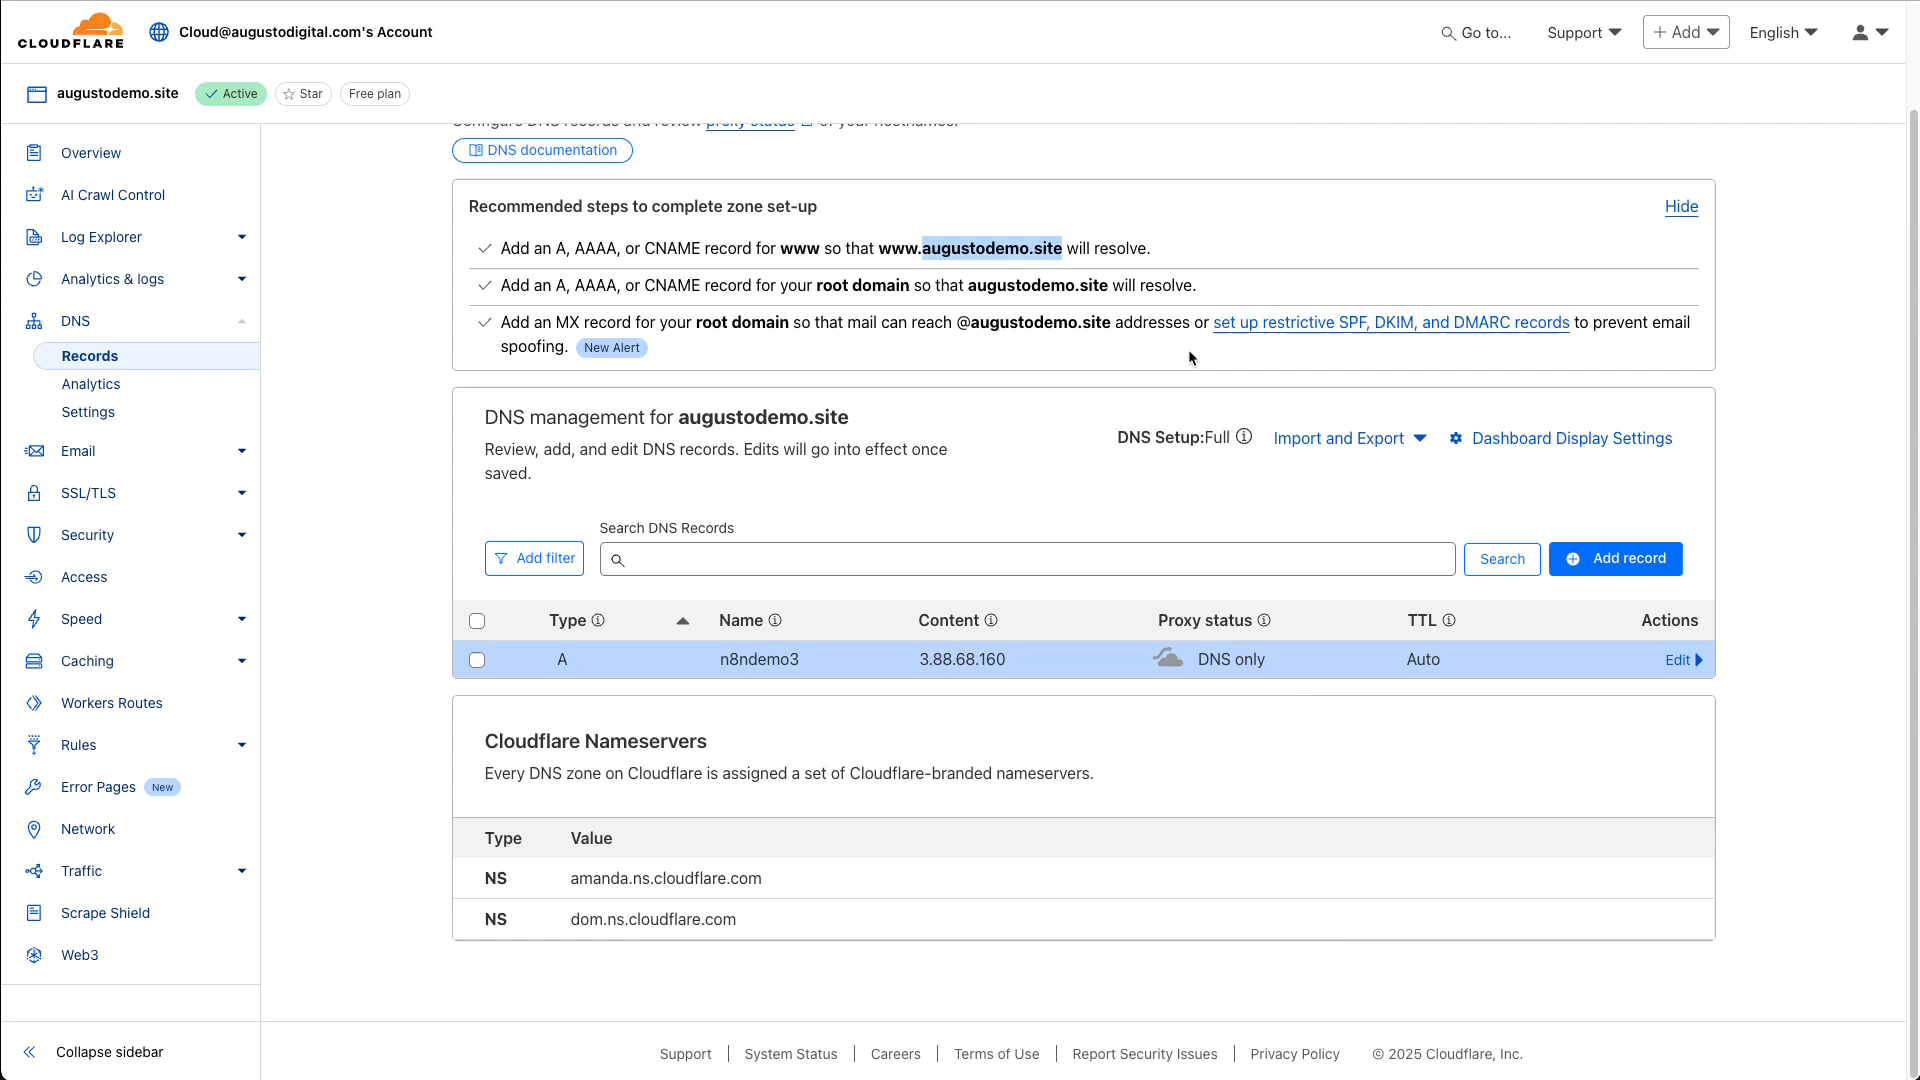 CLOUDFLARE
Cloud@augustodigital.com's Account
Go to...
Support
Add
English
augustodemo.site
Active
Star
Free plan
Overview
AI Crawl Control
Log Explorer
Analytics & logs
DNS
Records
Analytics
Settings
Email
SSL/TLS
Security
Access
Speed
Caching
Workers Routes
Rules
Error Pages New
Network
Traffic
Scrape Shield
Web3
Collapse sidebar
Configure DNS records and review proxy status of your hostnames.
DNS documentation
Recommended steps to complete zone set-up
Hide
Add an A, AAAA, or CNAME record for www so that www.augustodemo.site will resolve.
Add an A, AAAA, or CNAME record for your root domain so that augustodemo.site will resolve.
Add an MX record for your root domain so that mail can reach @augustodemo.site addresses or set up restrictive SPF, DKIM, and DMARC records to prevent email
spoofing. New Alert
DNS management for augustodemo.site
Review, add, and edit DNS records. Edits will go into effect once
saved.
DNS Setup:Full
Import and Export
Dashboard Display Settings
Search DNS Records
Add filter
Search
Add record
Type Name Content Proxy status TTL Actions
A n8ndemo3 3.88.68.160 DNS only Auto Edit
Cloudflare Nameservers
Every DNS zone on Cloudflare is assigned a set of Cloudflare-branded nameservers.
Type Value
NS amanda.ns.cloudflare.com
NS dom.ns.cloudflare.com
Support System Status Careers Terms of Use Report Security Issues Privacy Policy © 2025 Cloudflare, Inc.